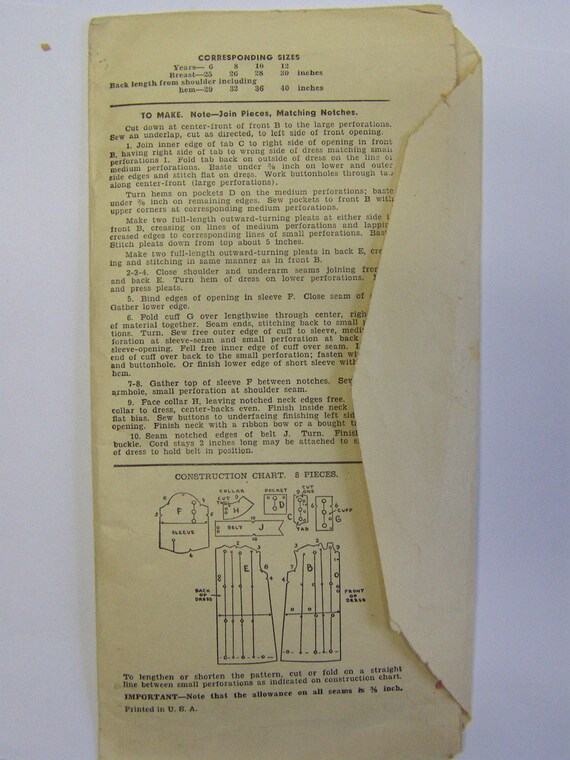 CORRESPONDING SIZES
Years— 6 8 10 12
Breast—25 26 28 30 inches
Back length from shoulder including
hem—29 32 36 40 inches
TO MAKE. Note—Join Pieces, Matching Notches.
Cut down at center-front of front B to the large perforations.
Sew an underlap, cut as directed, to left side of front opening.
1. Join inner edge of tab C to right side of opening in front
B, having right side of tab to wrong side of dress matching small
perforations 1. Fold tab back on outside of dress on the line of
medium perforations. Baste under ⅜ inch on lower and outer
side edges and stitch flat on dress. Work buttonholes through
along center-front (large perforations).
Turn hems on pockets D on the medium perforations; baste
under ⅜ inch on remaining edges. Sew pockets to front B with
upper corners at corresponding medium perforations.
Make two full-length outward-turning pleats at either side
front B, creasing on lines of medium perforations and
creased edges to corresponding lines of small perforations.
Stitch pleats down from top about 5 inches.
Make two full-length outward-turning pleats in back E,
ing and stitching in same manner as in front B.
2-3-4. Close shoulder and underarm seams joining
and back E. Turn hem of dress on lower perforations.
and press pleats.
5. Bind edges of opening in sleeve F. Close seam of
Gather lower edge.
6. Fold cuff G over lengthwise through center,
of material together. Seam ends, stitching back to small
tions. Turn. Sew free outer edge of cuff to sleeve,
foration at sleeve-seam and small perforation at back
sleeve-opening. Fell free inner edge of cuff over seam.
end of cuff over back to the small perforation; fasten
and buttonhole. Or finish lower edge of short sleeve
hem.
7-8. Gather top of sleeve F between notches.
armhole, small perforation at shoulder seam.
9. Face collar H, leaving notched neck edges free.
collar to dress, center-backs even. Finish inside neck
flat bias. Sew buttons to underfacing finishing left
opening. Finish neck with a ribbon bow or a bought
10. Seam notched edges of belt J. Turn.
buckle. Cord stays 2 inches long may be attached to
of dress to hold belt in position.
CONSTRUCTION CHART. 8 PIECES.
COLLAR
POCKET
CUT
ONE
F
H
D
C
TAB
CUFF
G
SLEEVE
BELT J
E
B
BACK
OF
DRESS
FRONT
OF
DRESS
To lengthen or shorten the pattern, cut or fold on a straight
line between small perforations as indicated on construction chart.
IMPORTANT—Note that the allowance on all seams is ⅜ inch.
Printed in U. S. A.